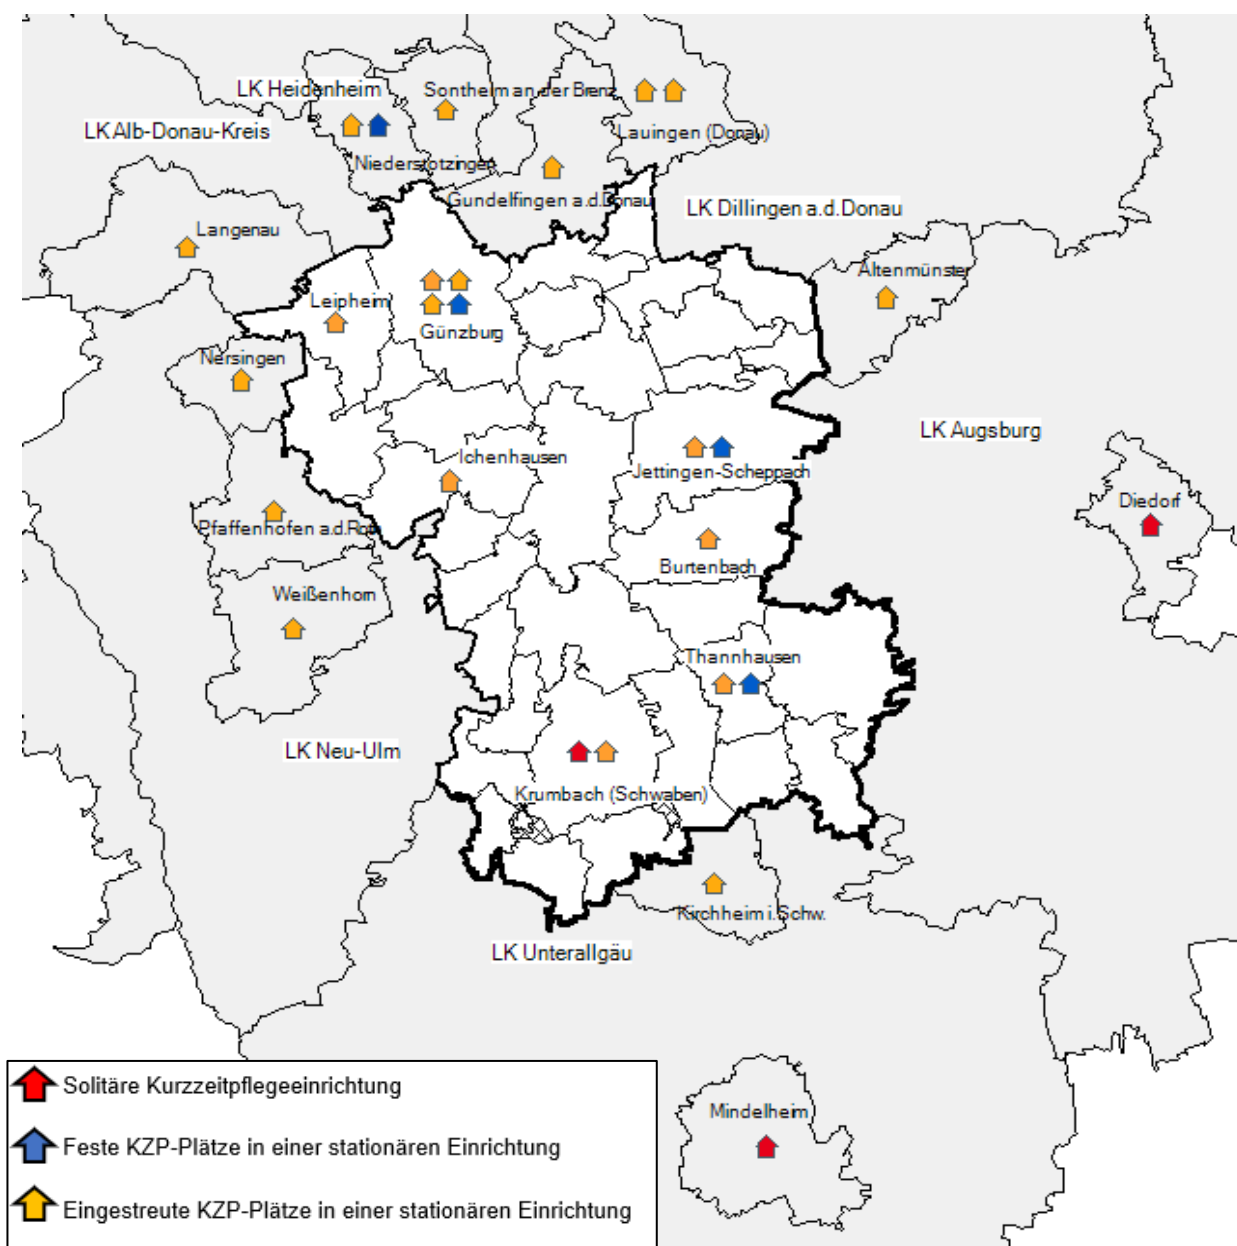 LK Heidenheim
Sontheim an der Brenz
LK Alb-Donau-Kreis
Lauingen (Donau)
Niederstotzingen
Gundelfingen a.d.Donau
LK Dillingen a.d.Donau
Langenau
Altenmünster
Leipheim
Günzburg
Nersingen
LK Augsburg
Ichenhausen
Jettingen-Scheppach
Diedorf
Pfaffenhofen a.d.Roth
Burtenbach
Weißenhorn
Thannhausen
LK Neu-Ulm
Krumbach (Schwaben)
Kirchheim i.Schw.
LK Unterallgäu
Solitäre Kurzzeitpflegeeinrichtung
Mindelheim
Feste KZP-Plätze in einer stationären Einrichtung
Eingestreute KZP-Plätze in einer stationären Einrichtung